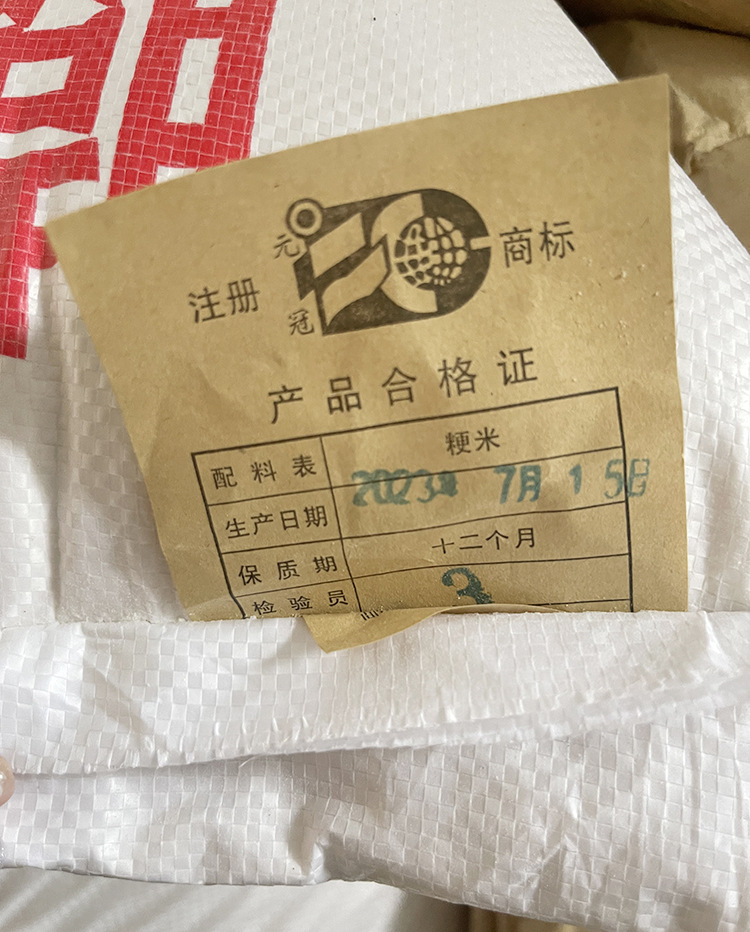 元
冠
注册 商标
产品合格证
配料表 粳米
生产日期 2023年 7月 15日
保质期 十二个月
检验员 3